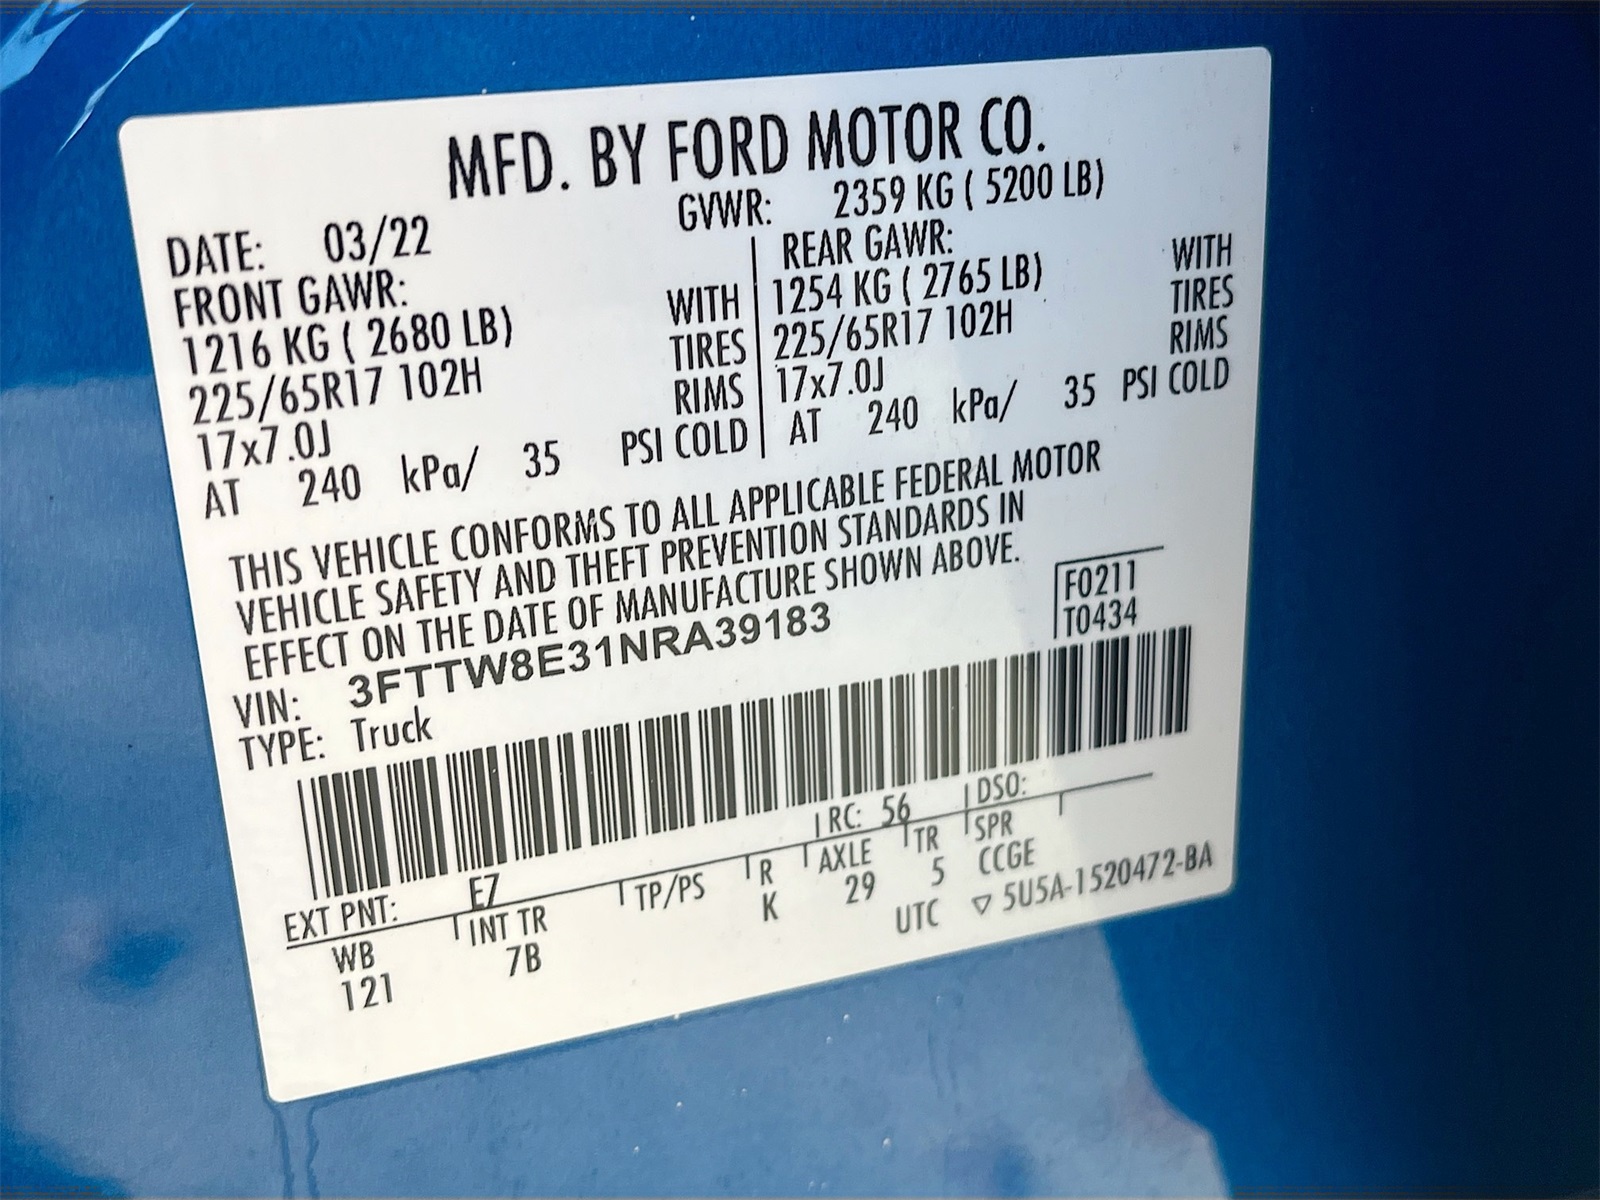 MFD. BY FORD MOTOR CO.
DATE: 03/22 GVWR: 2359 KG ( 5200 LB)
FRONT GAWR: REAR GAWR:
1216 KG ( 2680 LB) WITH 1254 KG ( 2765 LB) WITH
225/65R17 102H TIRES 225/65R17 102H TIRES
17x7.0J RIMS 17x7.0J RIMS
AT 240 kPa/ 35 PSI COLD AT 240 kPa/ 35 PSI COLD
THIS VEHICLE CONFORMS TO ALL APPLICABLE FEDERAL MOTOR
VEHICLE SAFETY AND THEFT PREVENTION STANDARDS IN
EFFECT ON THE DATE OF MANUFACTURE SHOWN ABOVE.
F0211
VIN: 3FTTW8E31NRA39183 T0434
TYPE: Truck
EXT PNT: E7 RC: 56 DSO:
WB INT TR TP/PS R AXLE TR SPR
121 7B K 29 5 CCGE
UTC ▽ 5U5A-1520472-BA